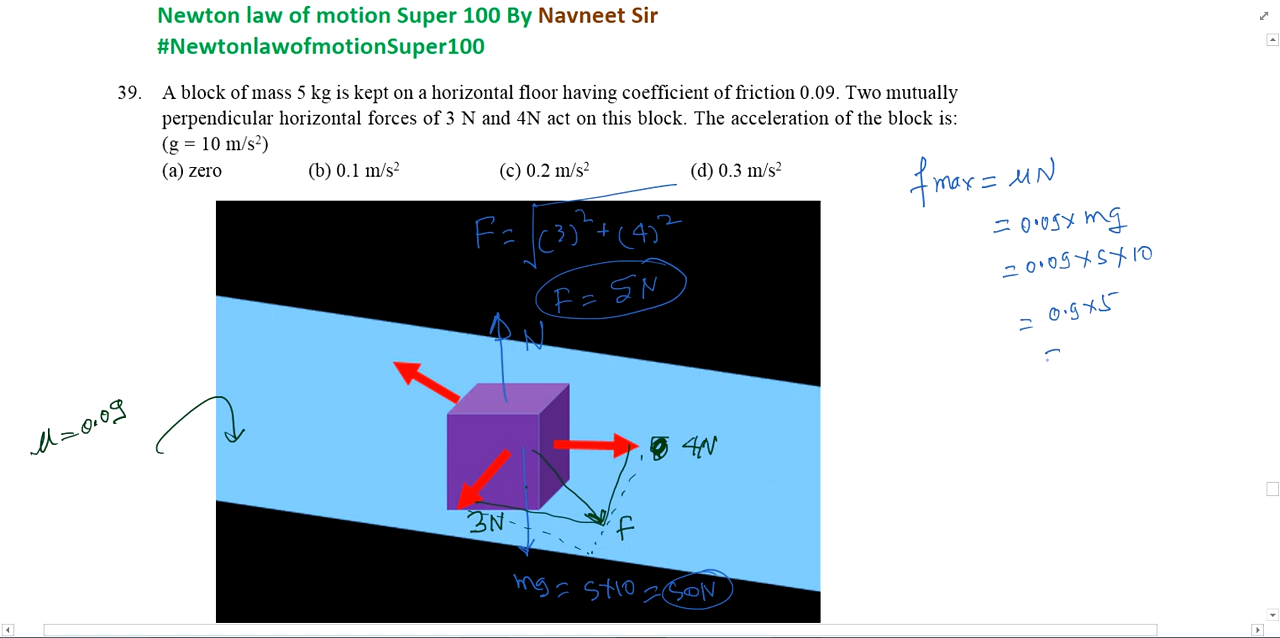 Newton law of motion Super 100 By Navneet Sir
#NewtonlawofmotionSuper100
39. A block of mass 5 kg is kept on a horizontal floor having coefficient of friction 0.09. Two mutually
perpendicular horizontal forces of 3 N and 4N act on this block. The acceleration of the block is:
(g = 10 m/s²)
(a) zero (b) 0.1 m/s² (c) 0.2 m/s² (d) 0.3 m/s²
f max = μN
= 0.09 × mg
= 0.09 × 5 × 10
= 0.9 × 5
=
F = √(3)² + (4)²
F = 5N
N
μ = 0.09
4N
3N
F
mg = 5×10 = 50N